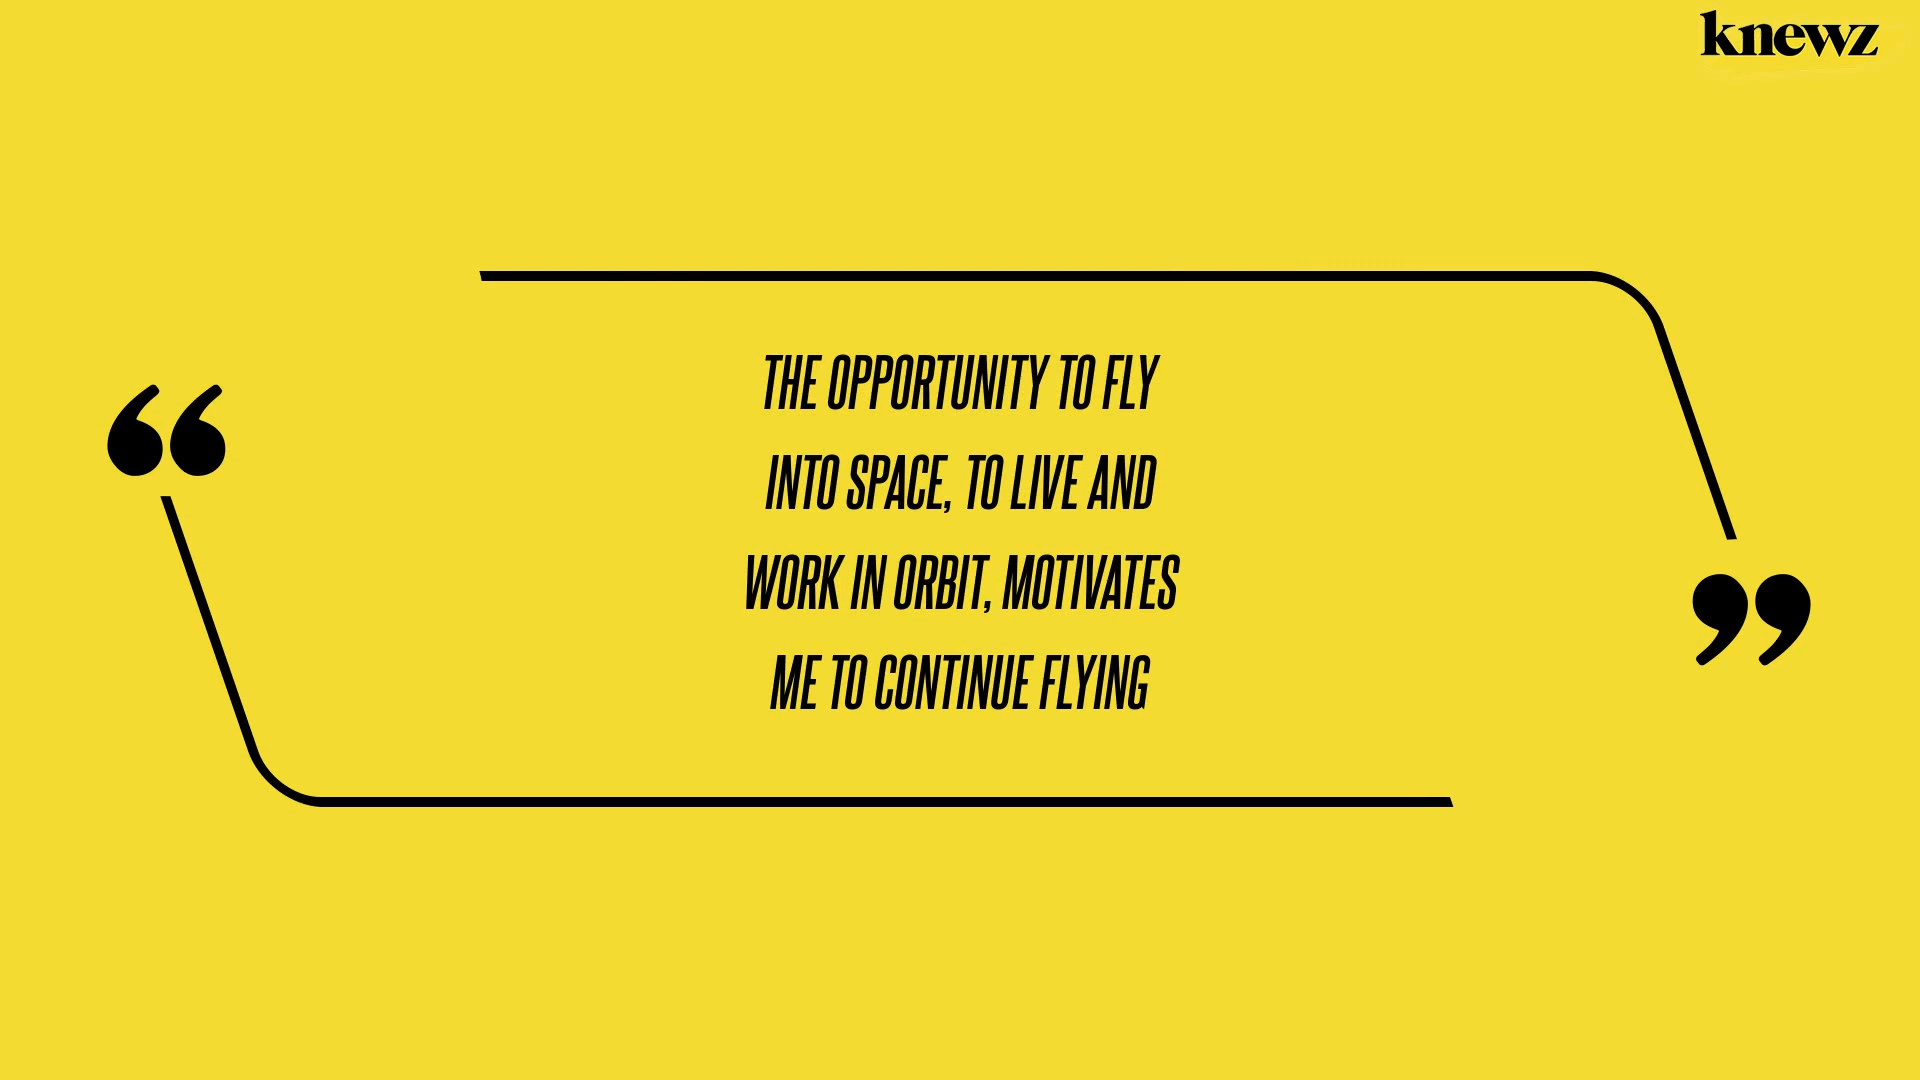 knewz
“
THE OPPORTUNITY TO FLY
INTO SPACE, TO LIVE AND
WORK IN ORBIT, MOTIVATES
ME TO CONTINUE FLYING
”